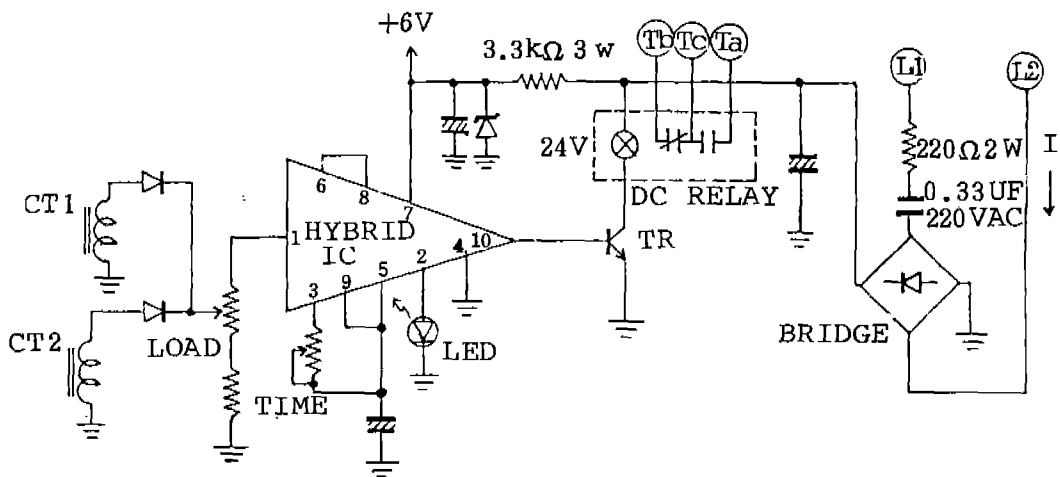 +6V
3.3kΩ 3 w
Tb Tc Ta
L1
L2
24V
220Ω 2 W
I
0.33UF
220VAC
DC RELAY
6
8
7
CT1
1
HYBRID
IC
10
4
TR
5
2
9
3
CT2
LOAD
LED
BRIDGE
TIME